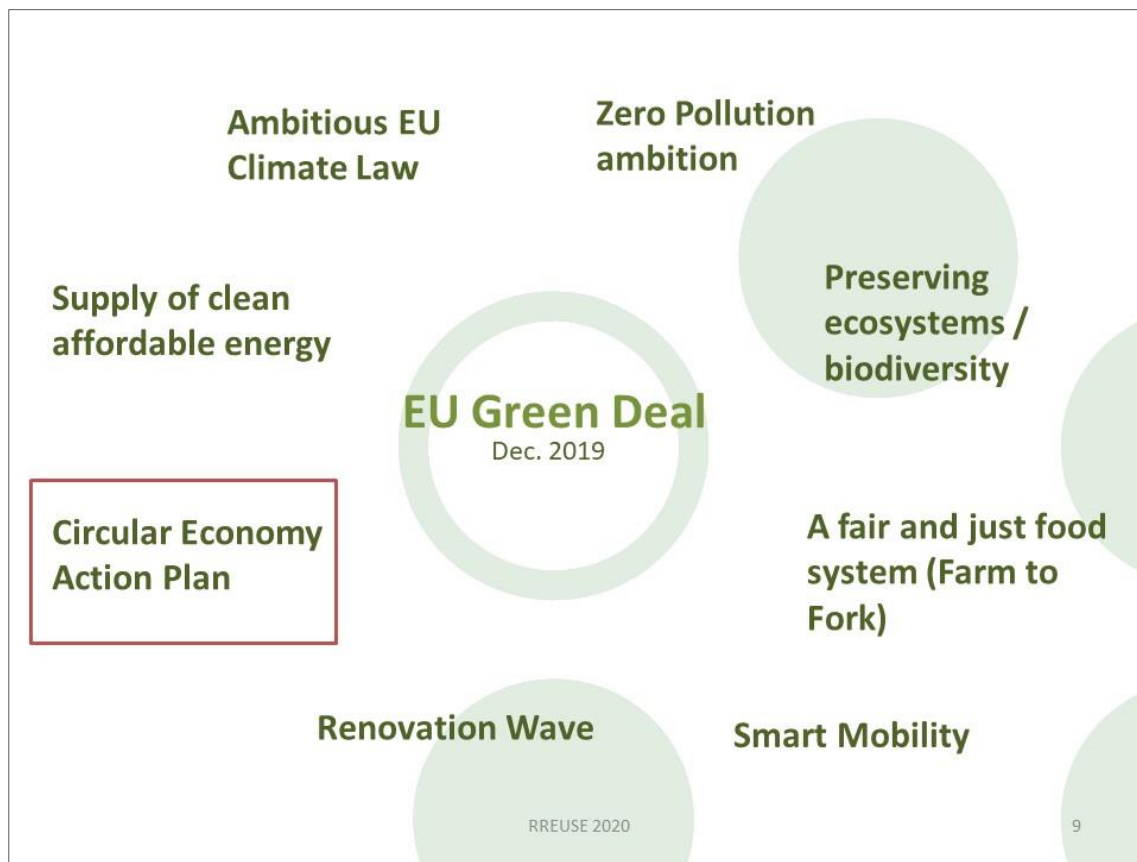 Ambitious EU
Climate Law
Zero Pollution
ambition
Supply of clean
affordable energy
Preserving
ecosystems /
biodiversity
EU Green Deal
Dec. 2019
Circular Economy
Action Plan
A fair and just food
system (Farm to
Fork)
Renovation Wave
Smart Mobility
RREUSE 2020
9